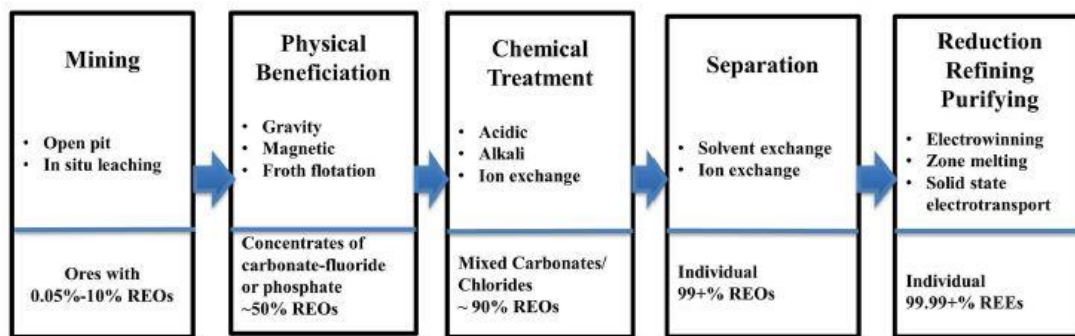 Mining
• Open pit
• In situ leaching
Ores with
0.05%-10% REOs
Physical
Beneficiation
• Gravity
• Magnetic
• Froth flotation
Concentrates of
carbonate-fluoride
or phosphate
~50% REOs
Chemical
Treatment
• Acidic
• Alkali
• Ion exchange
Mixed Carbonates/
Chlorides
~ 90% REOs
Separation
• Solvent exchange
• Ion exchange
Individual
99+% REOs
Reduction
Refining
Purifying
• Electrowinning
• Zone melting
• Solid state
electrotransport
Individual
99.99+% REEs